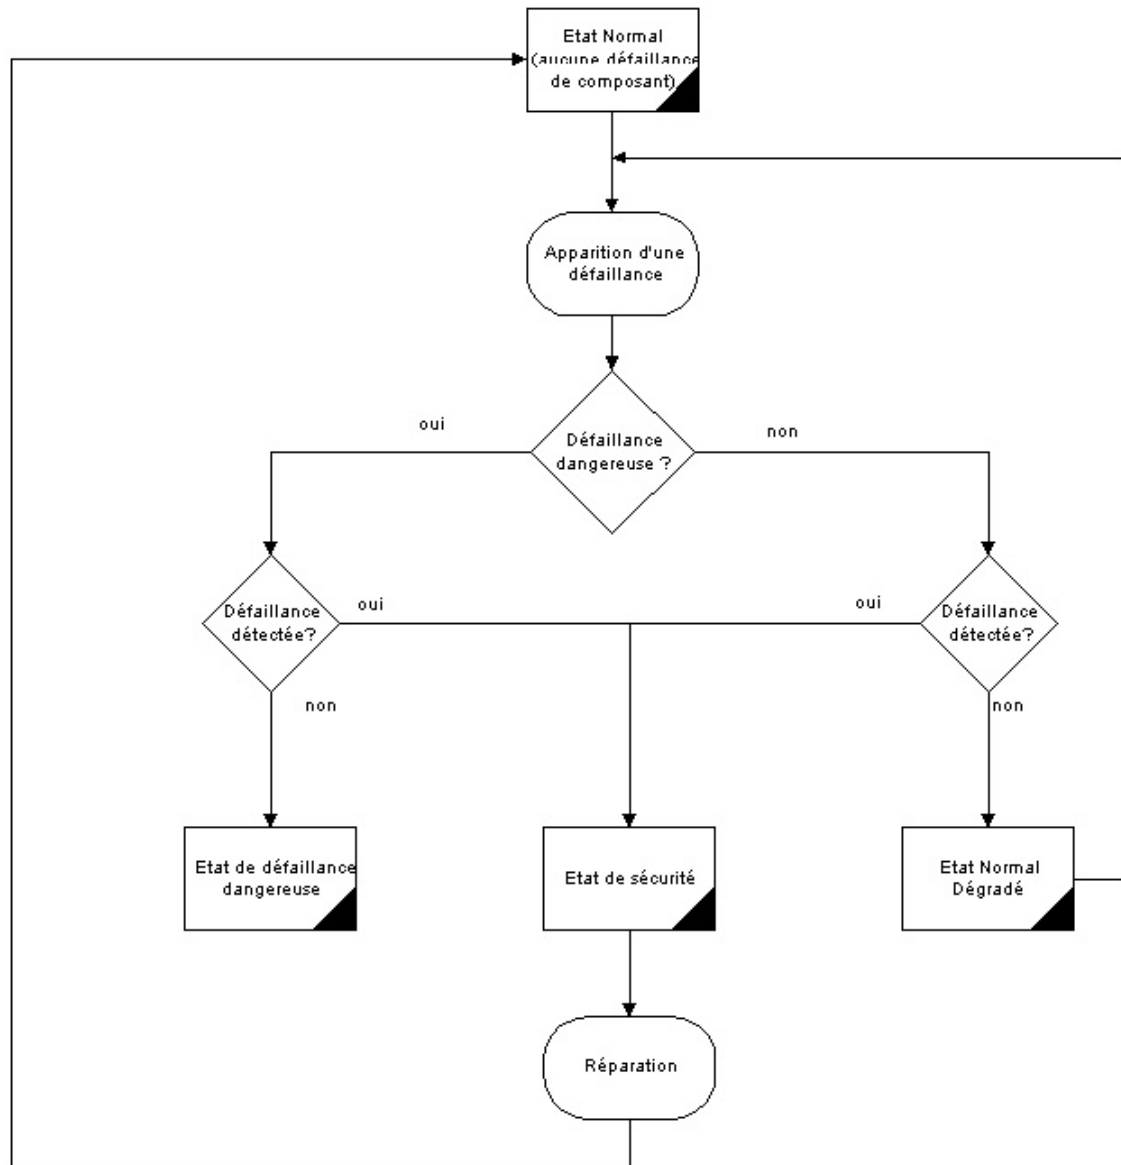 Etat Normal
(aucune défaillance
de composant)
Apparition d'une
défaillance
oui
non
Défaillance
dangereuse ?
Défaillance
détectée?
oui
oui
Défaillance
détectée?
non
non
Etat de défaillance
dangereuse
Etat de sécurité
Etat Normal
Dégradé
Réparation